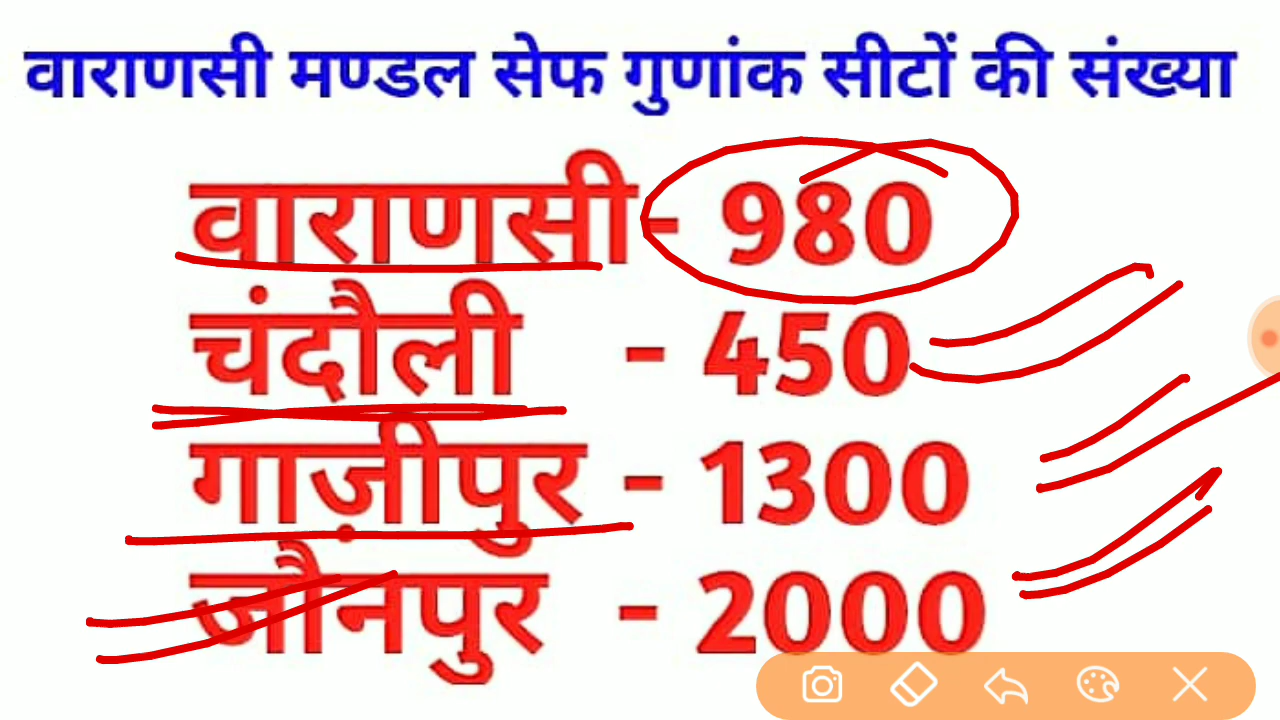 वाराणसी मण्डल सेफ गुणांक सीटों की संख्या
वाराणसी - 980
चंदौली - 450
गाज़ीपुर - 1300
जौनपुर - 2000